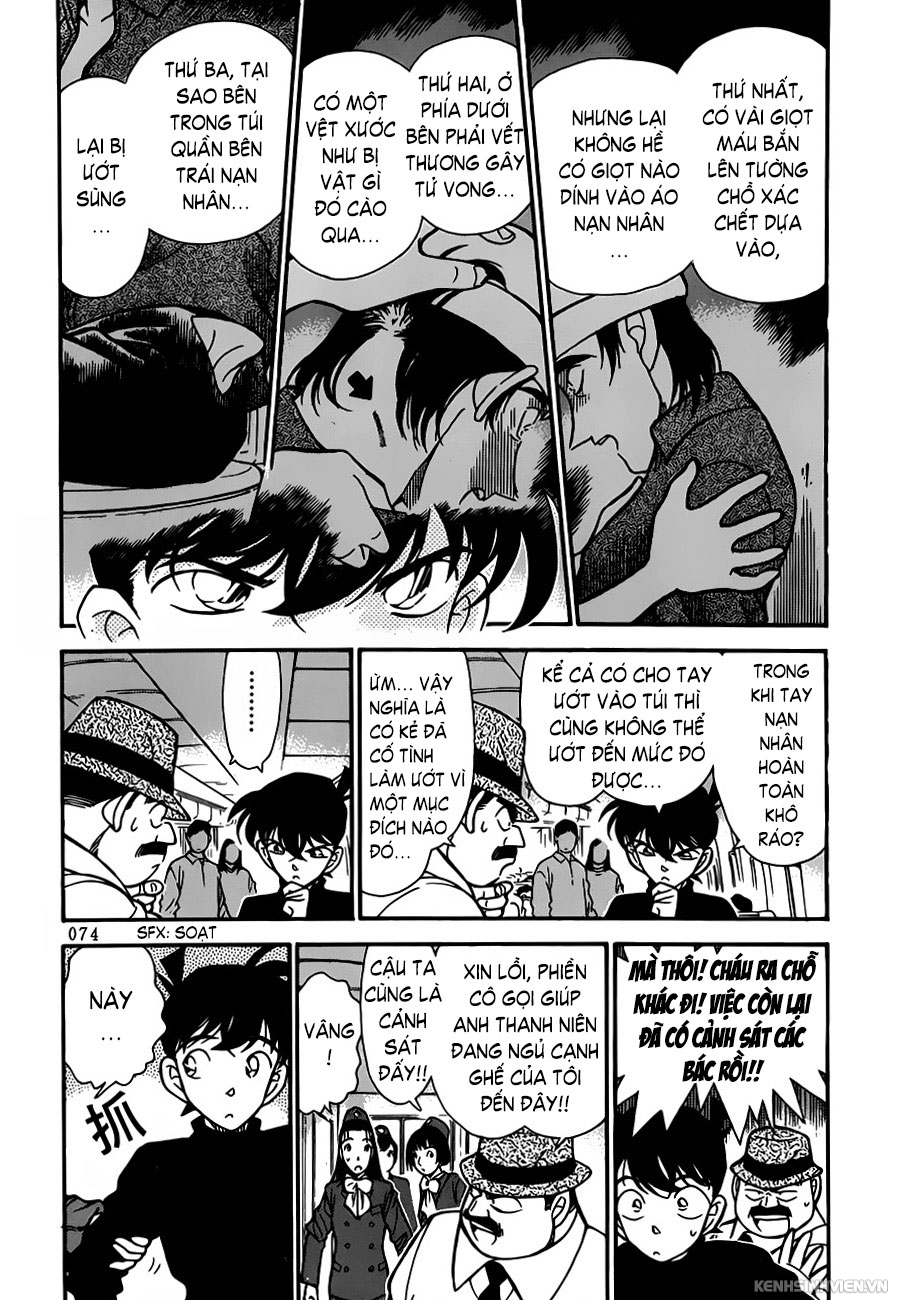 THỨ NHẤT,
CÓ VÀI GIỌT
MÁU BẮN
LÊN TƯỜNG
CHỖ XÁC
CHẾT DỰA
VÀO,
NHƯNG LẠI
KHÔNG HỀ
CÓ GIỌT NÀO
DÍNH VÀO ÁO
NẠN NHÂN
...
THỨ HAI, Ở
PHÍA DƯỚI
BÊN PHẢI VẾT
THƯƠNG GÂY
TỬ VONG...
CÓ MỘT
VỆT XƯỚC
NHƯ BỊ
VẬT GÌ
ĐÓ CÀO
QUA...
THỨ BA, TẠI
SAO BÊN
TRONG TÚI
QUẦN BÊN
TRÁI NẠN
NHÂN...
LẠI BỊ
ƯỚT
SŨNG
...
TRONG
KHI TAY
NẠN
NHÂN
HOÀN
TOÀN
KHÔ
RÁO?
KỂ CẢ CÓ CHO TAY
ƯỚT VÀO TÚI THÌ
CŨNG KHÔNG THỂ
ƯỚT ĐẾN MỨC ĐÓ
ĐƯỢC...
ỪM... VẬY
NGHĨA LÀ
CÓ KẺ ĐÃ
CỐ TÌNH
LÀM ƯỚT VÌ
MỘT MỤC
ĐÍCH NÀO
ĐÓ...
.........
074
SFX: SOẠT
MÀ THÔI! CHÁU RA CHỖ
KHÁC ĐI! VIỆC CÒN LẠI
ĐÃ CÓ CẢNH SÁT CÁC
BÁC RỒI!!
XIN LỖI, PHIỀN
CÔ GỌI GIÚP
ANH THANH NIÊN
ĐANG NGỦ CẠNH
GHẾ CỦA TÔI
ĐẾN ĐÂY!!
CẬU TA
CŨNG LÀ
CẢNH
SÁT
ĐẤY!!
VÂNG
!
NÀY
...
抓
KENHSINHVIEN.VN